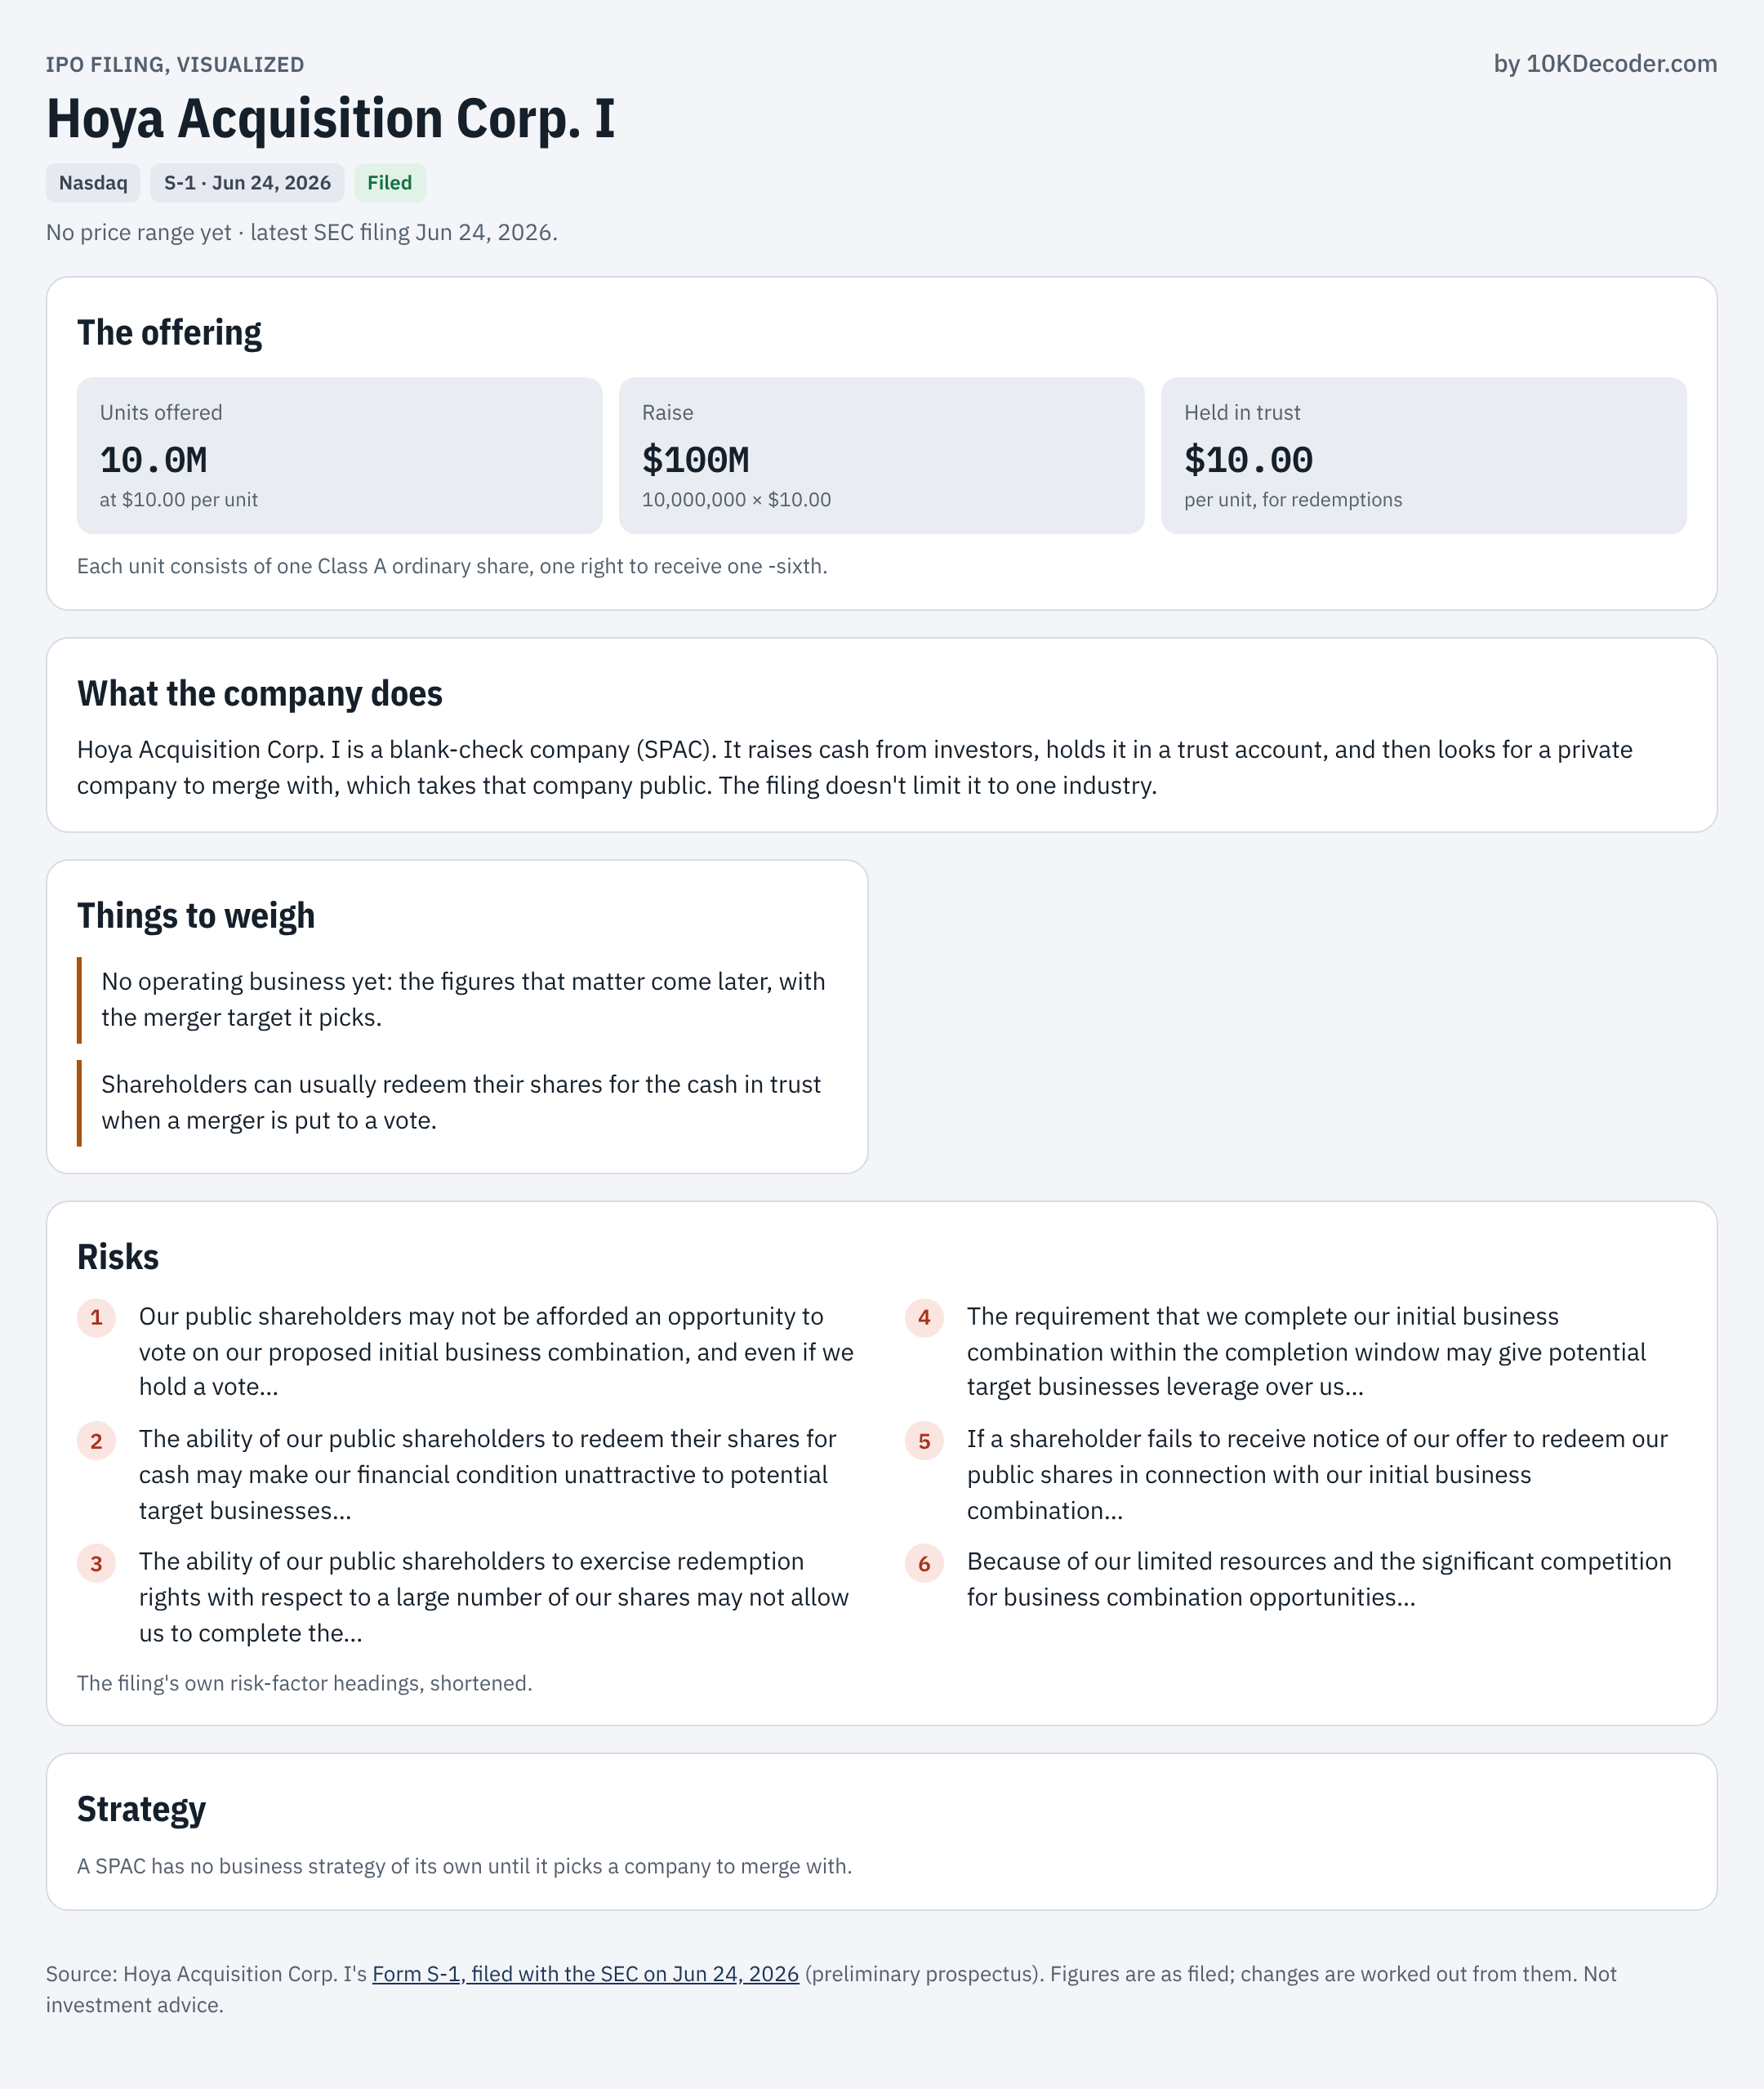 IPO FILING, VISUALIZED
by 10KDecoder.com
Hoya Acquisition Corp. I
Nasdaq
S-1 · Jun 24, 2026
Filed
No price range yet · latest SEC filing Jun 24, 2026.
The offering
Units offered
10.0M
at $10.00 per unit
Raise
$100M
10,000,000 × $10.00
Held in trust
$10.00
per unit, for redemptions
Each unit consists of one Class A ordinary share, one right to receive one -sixth.
What the company does
Hoya Acquisition Corp. I is a blank-check company (SPAC). It raises cash from investors, holds it in a trust account, and then looks for a private
company to merge with, which takes that company public. The filing doesn't limit it to one industry.
Things to weigh
No operating business yet: the figures that matter come later, with
the merger target it picks.
Shareholders can usually redeem their shares for the cash in trust
when a merger is put to a vote.
Risks
1
Our public shareholders may not be afforded an opportunity to
vote on our proposed initial business combination, and even if we
hold a vote…
2
The ability of our public shareholders to redeem their shares for
cash may make our financial condition unattractive to potential
target businesses…
3
The ability of our public shareholders to exercise redemption
rights with respect to a large number of our shares may not allow
us to complete the…
4
The requirement that we complete our initial business
combination within the completion window may give potential
target businesses leverage over us…
5
If a shareholder fails to receive notice of our offer to redeem our
public shares in connection with our initial business
combination…
6
Because of our limited resources and the significant competition
for business combination opportunities…
The filing's own risk-factor headings, shortened.
Strategy
A SPAC has no business strategy of its own until it picks a company to merge with.
Source: Hoya Acquisition Corp. I's Form S-1, filed with the SEC on Jun 24, 2026 (preliminary prospectus). Figures are as filed; changes are worked out from them. Not
investment advice.